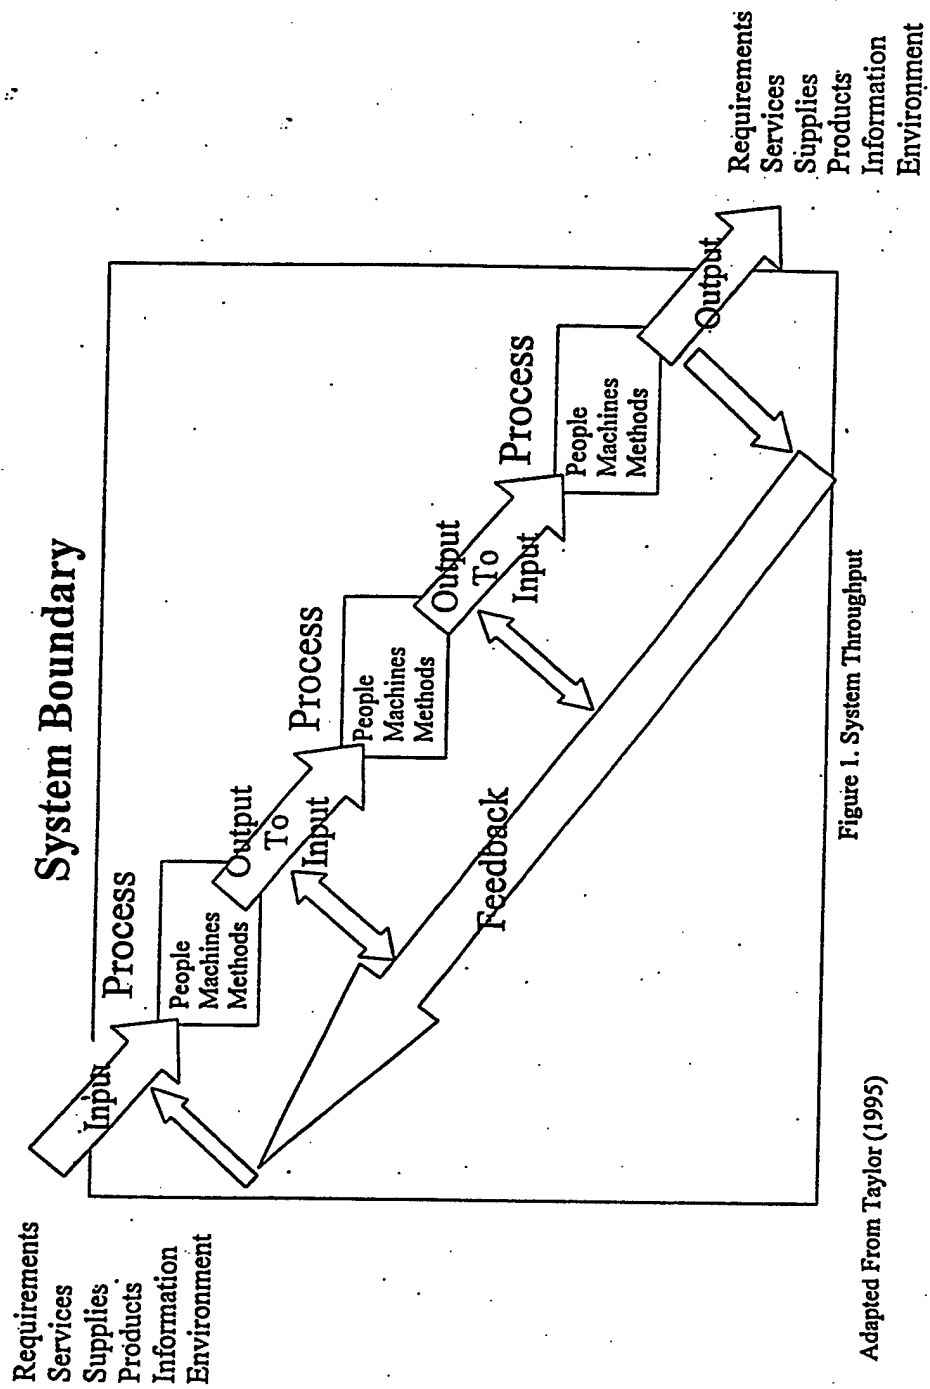 System Boundary
Requirements
Services
Supplies
Products
Information
Environment
Input
Process
People
Machines
Methods
Output
To
Input
Process
People
Machines
Methods
Output
To
Input
Process
People
Machines
Methods
Output
Requirements
Services
Supplies
Products
Information
Environment
Feedback
Figure 1. System Throughput
Adapted From Taylor (1995)